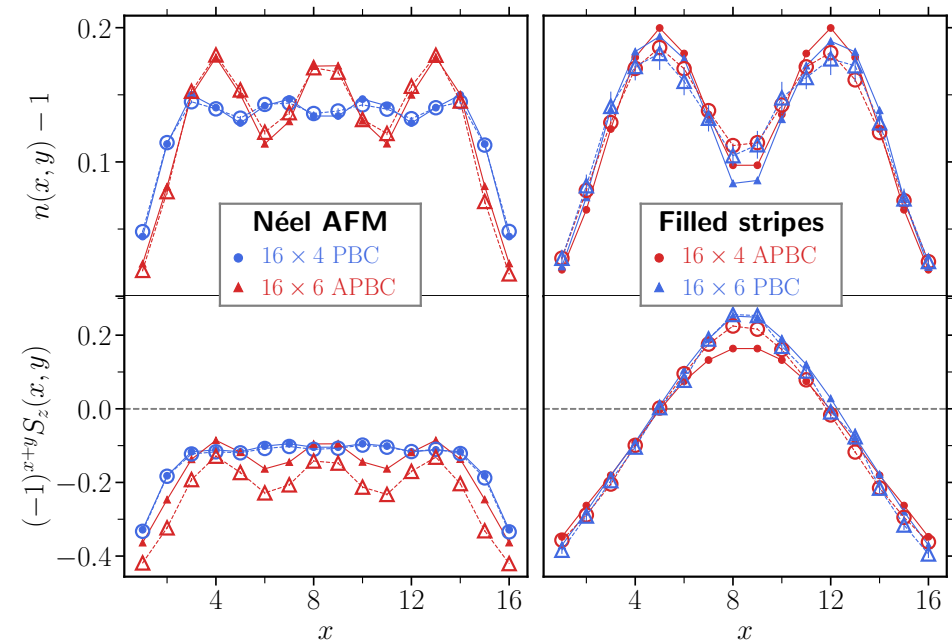 0.2
0.1
n(x, y) − 1
Néel AFM
16 × 4 PBC
16 × 6 APBC
Filled stripes
16 × 4 APBC
16 × 6 PBC
0.2
0.0
−0.2
−0.4
(−1)^{x+y}S_z(x, y)
4 8 12 16 4 8 12 16
x x